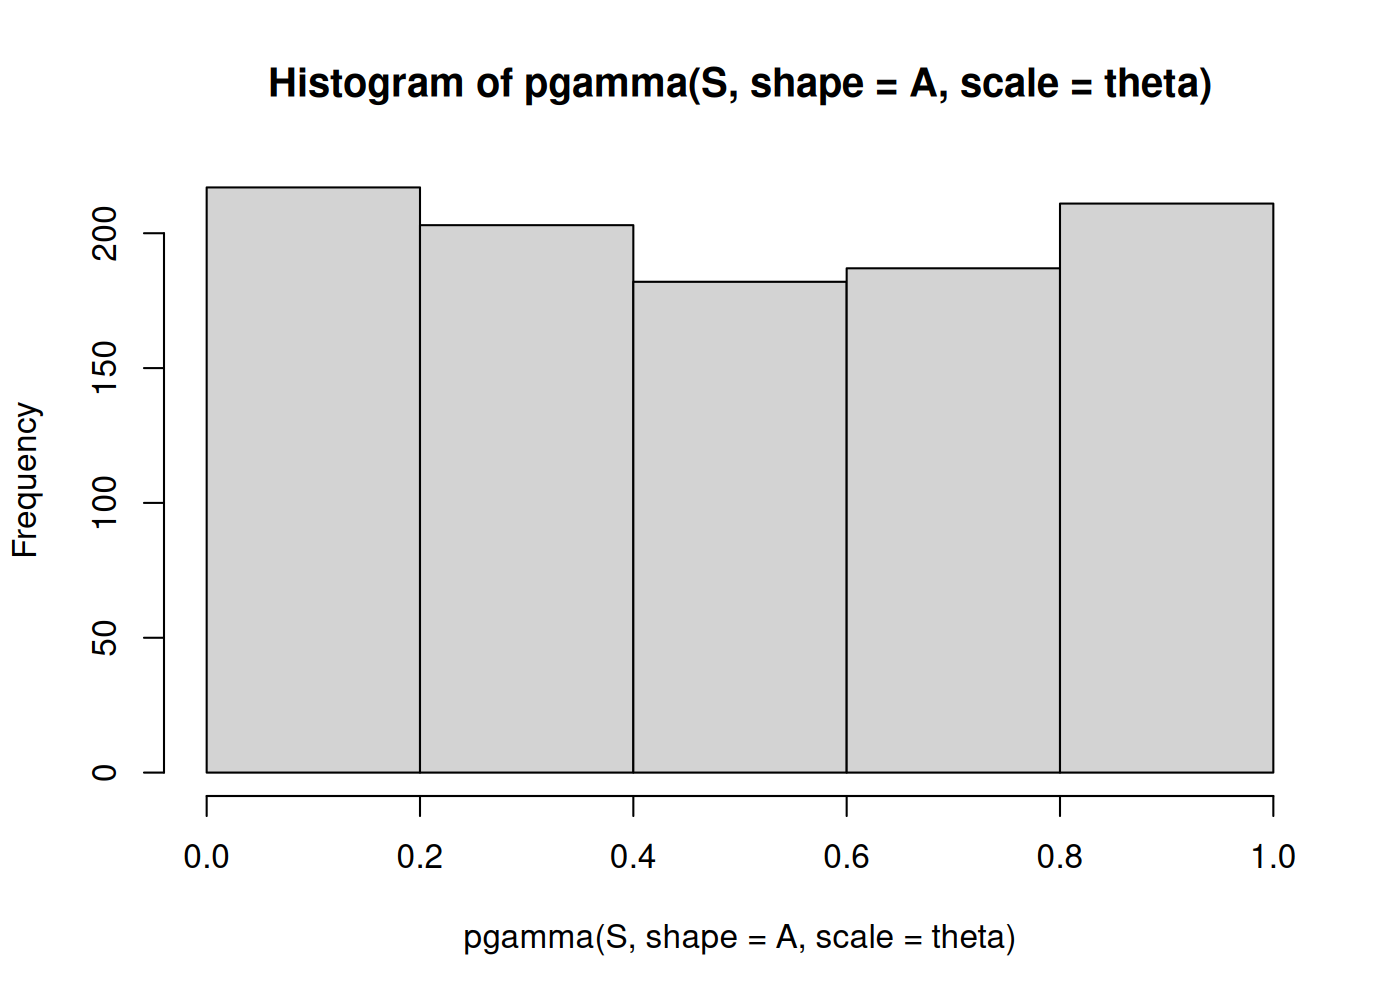 Histogram of pgamma(S, shape = A, scale = theta)
Frequency
200
150
100
50
0
0.0 0.2 0.4 0.6 0.8 1.0
pgamma(S, shape = A, scale = theta)